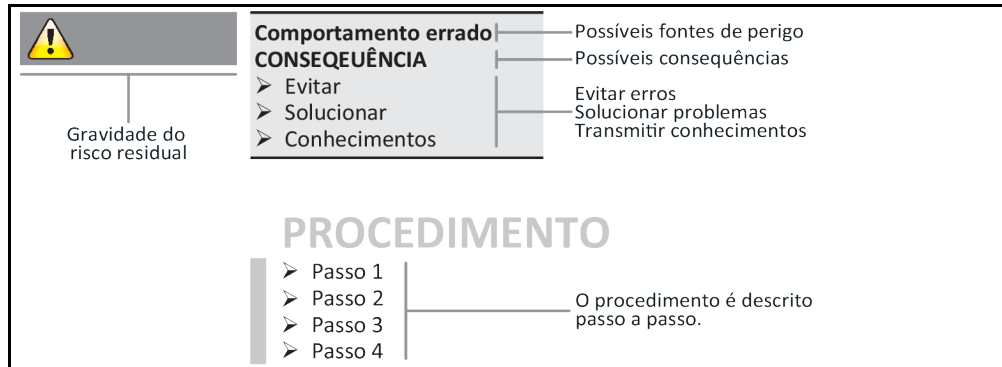 Comportamento errado
CONSEQEUÊNCIA
➢ Evitar
➢ Solucionar
➢ Conhecimentos
Possíveis fontes de perigo
Possíveis consequências
Evitar erros
Solucionar problemas
Transmitir conhecimentos
Gravidade do
risco residual
PROCEDIMENTO
➢ Passo 1
➢ Passo 2
➢ Passo 3
➢ Passo 4
O procedimento é descrito
passo a passo.